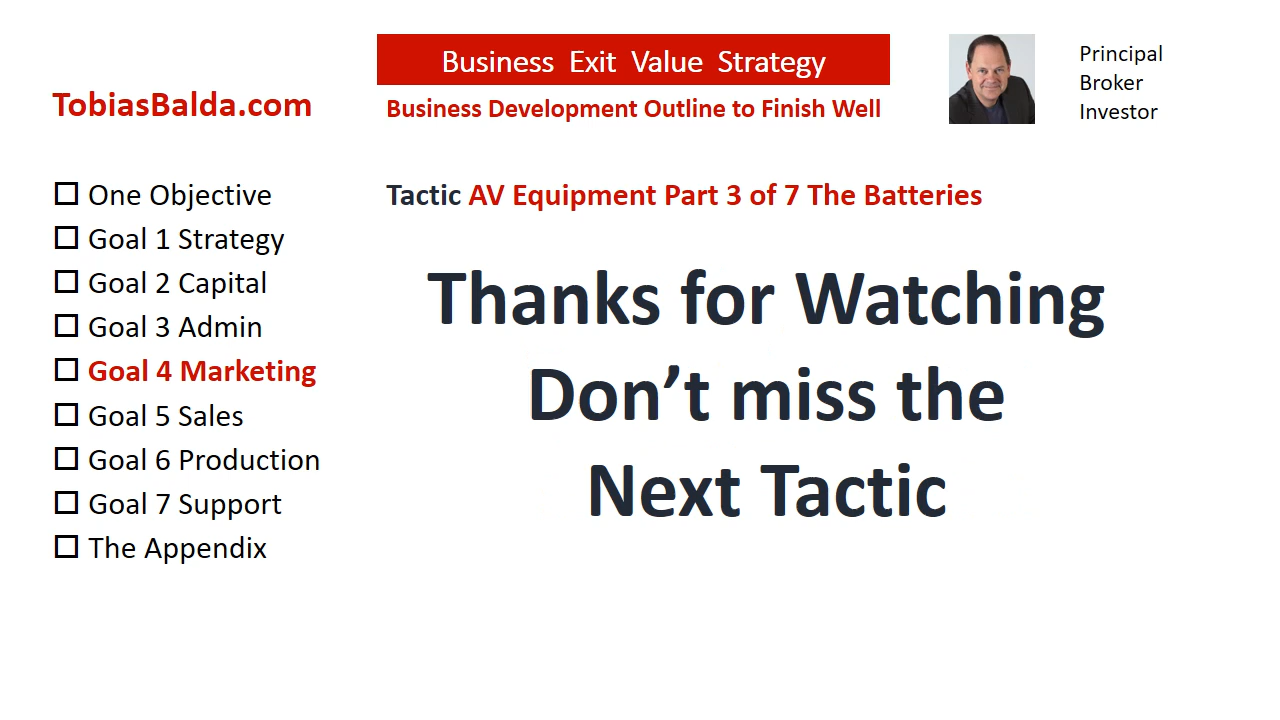 Business Exit Value Strategy
TobiasBalda.com
Business Development Outline to Finish Well
Principal
Broker
Investor
One Objective
Goal 1 Strategy
Goal 2 Capital
Goal 3 Admin
Goal 4 Marketing
Goal 5 Sales
Goal 6 Production
Goal 7 Support
The Appendix
Tactic AV Equipment Part 3 of 7 The Batteries
Thanks for Watching
Don’t miss the
Next Tactic